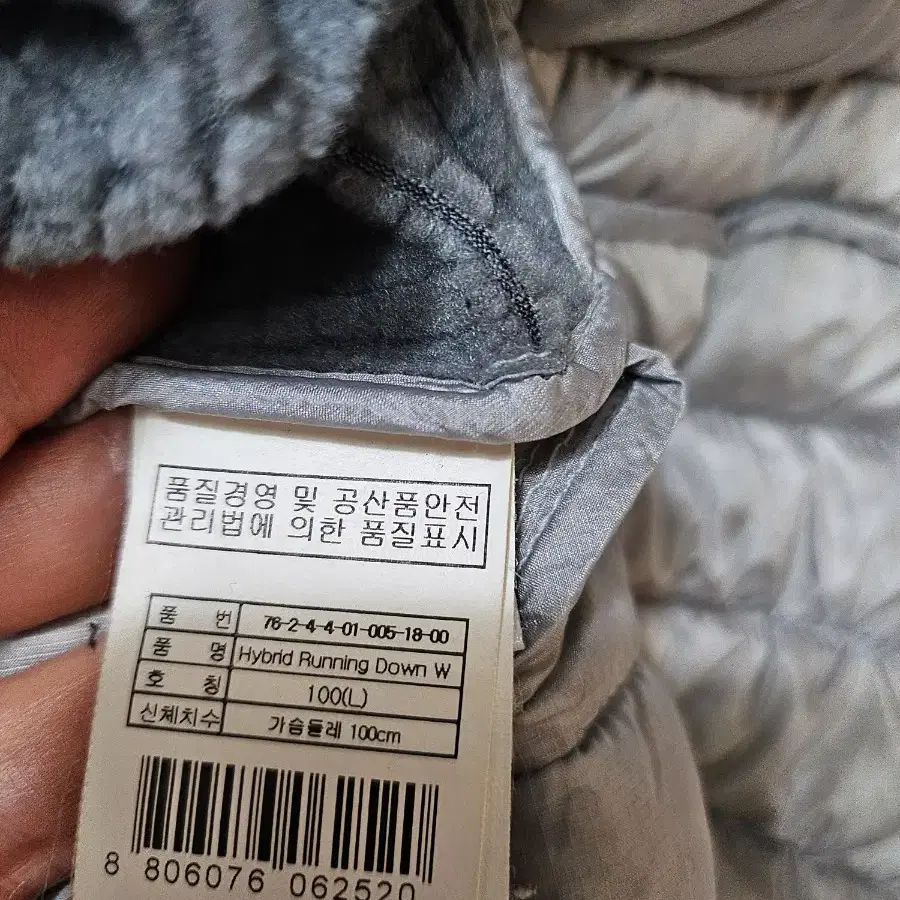 품질경영 및 공산품안전
관리법에 의한 품질표시
품 번 76-2-4-4-01-005-18-00
품 명 Hybrid Running Down W
호 칭 100(L)
신체치수 가슴둘레 100cm
8 806076 062520